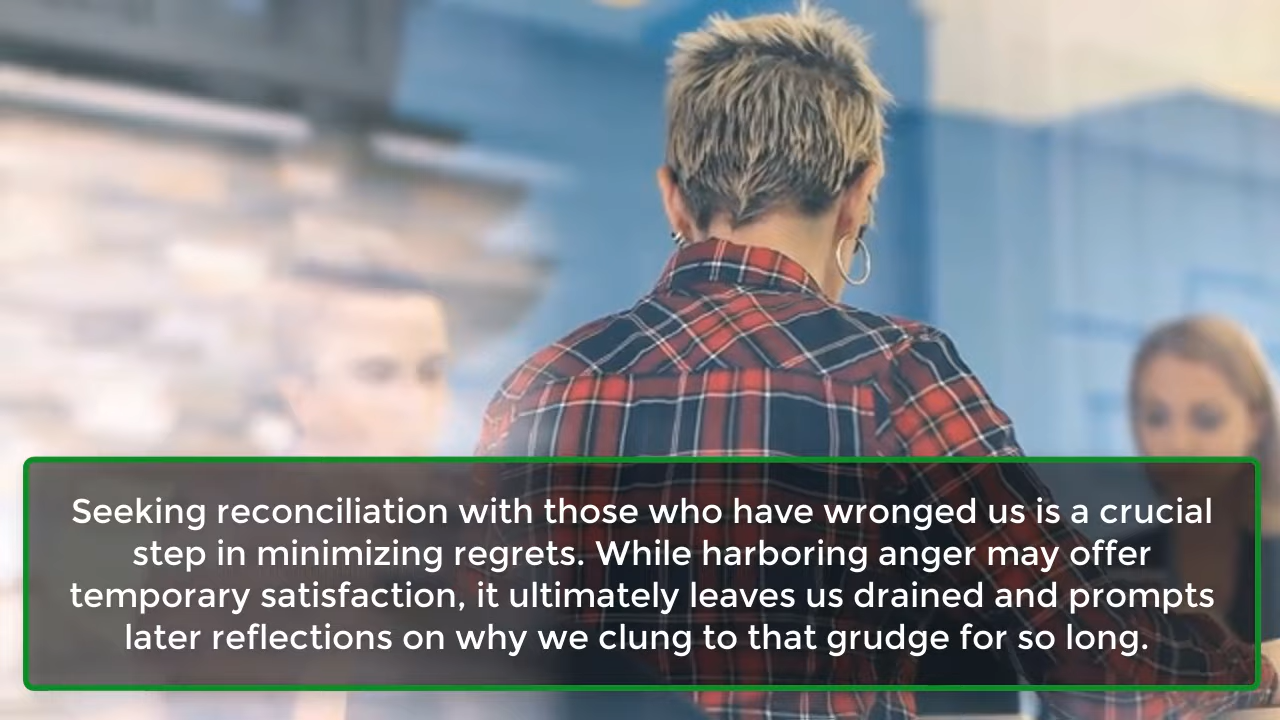 Seeking reconciliation with those who have wronged us is a crucial
step in minimizing regrets. While harboring anger may offer
temporary satisfaction, it ultimately leaves us drained and prompts
later reflections on why we clung to that grudge for so long.